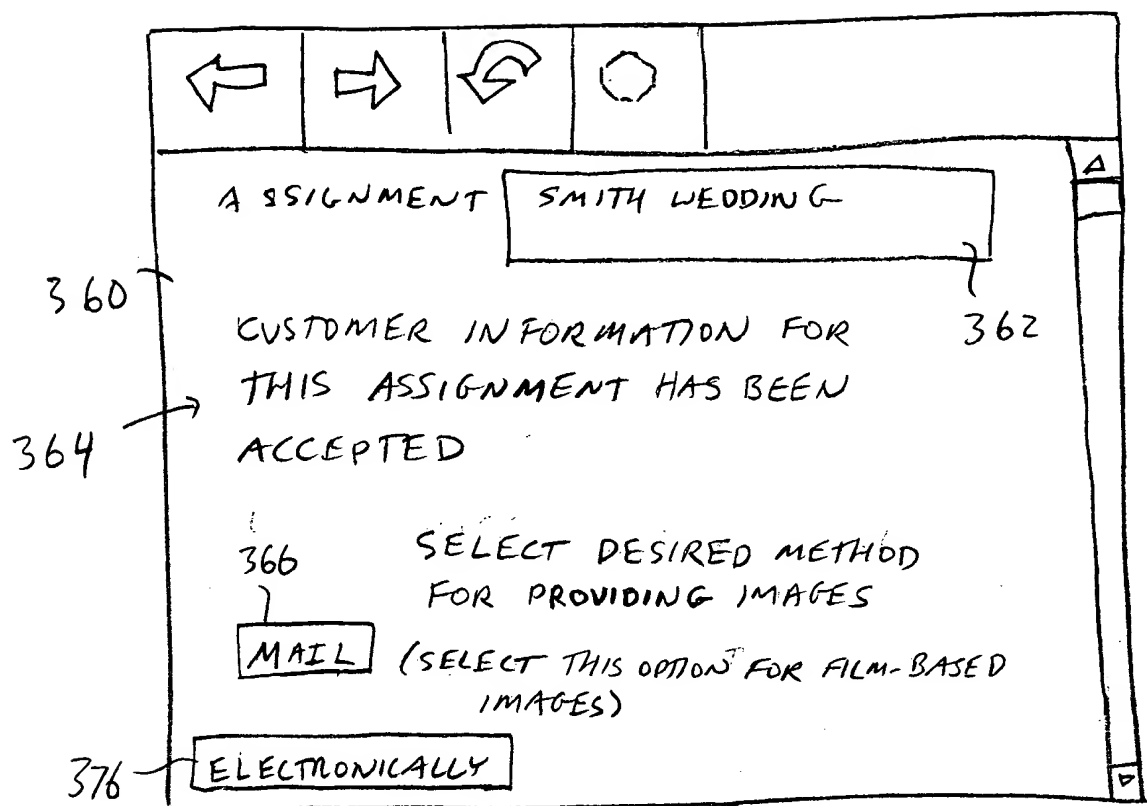 ASSIGNMENT SMITH WEDDING
360
362
CUSTOMER INFORMATION FOR
THIS ASSIGNMENT HAS BEEN
ACCEPTED
364
366
SELECT DESIRED METHOD
FOR PROVIDING IMAGES
MAIL (SELECT THIS OPTION FOR FILM-BASED
IMAGES)
376 ELECTRONICALLY